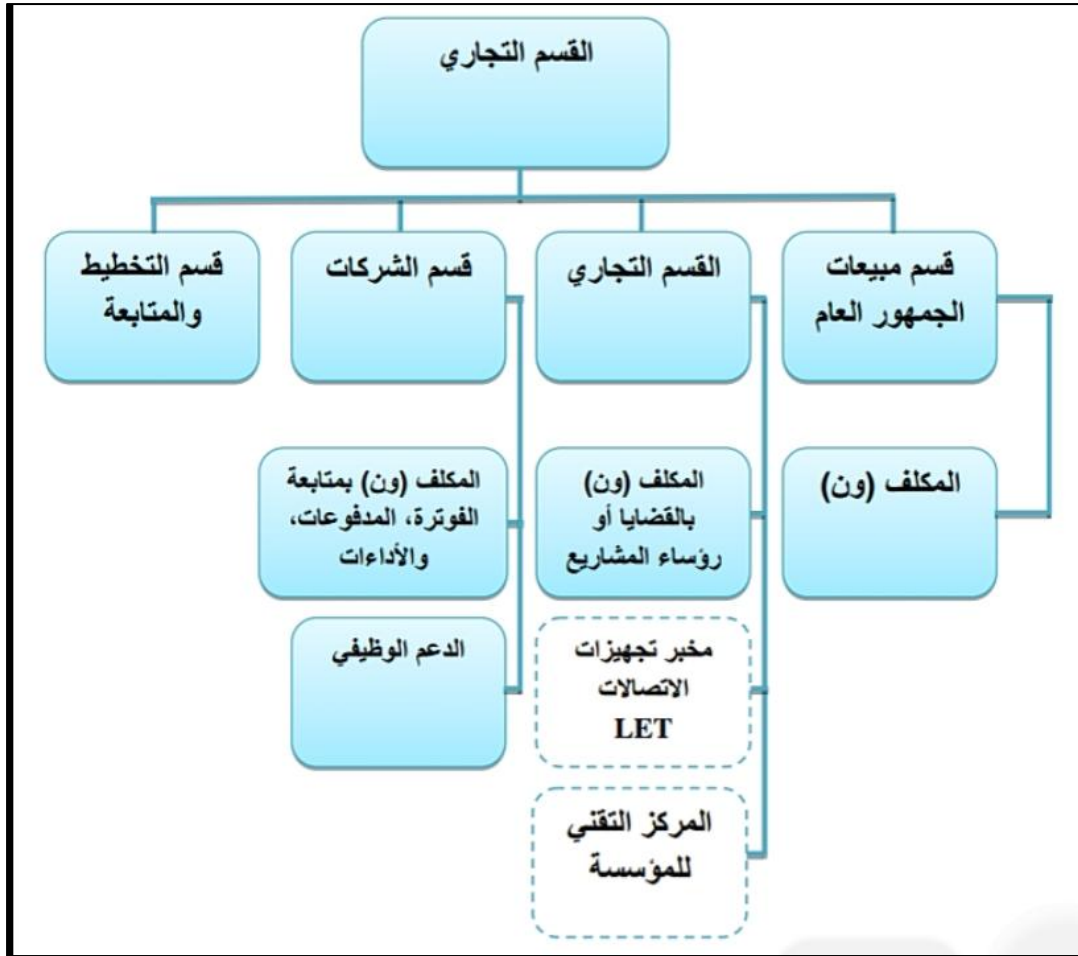 القسم التجاري
قسم مبيعات
الجمهور العام
القسم التجاري
قسم الشركات
قسم التخطيط
والمتابعة
المكلف (ون)
المكلف (ون)
بالقضايا أو
رؤساء المشاريع
المكلف (ون) بمتابعة
الفوترة، المدفوعات،
والأداءات
مخبر تجهيزات
الاتصالات
LET
الدعم الوظيفي
المركز التقني
للمؤسسة